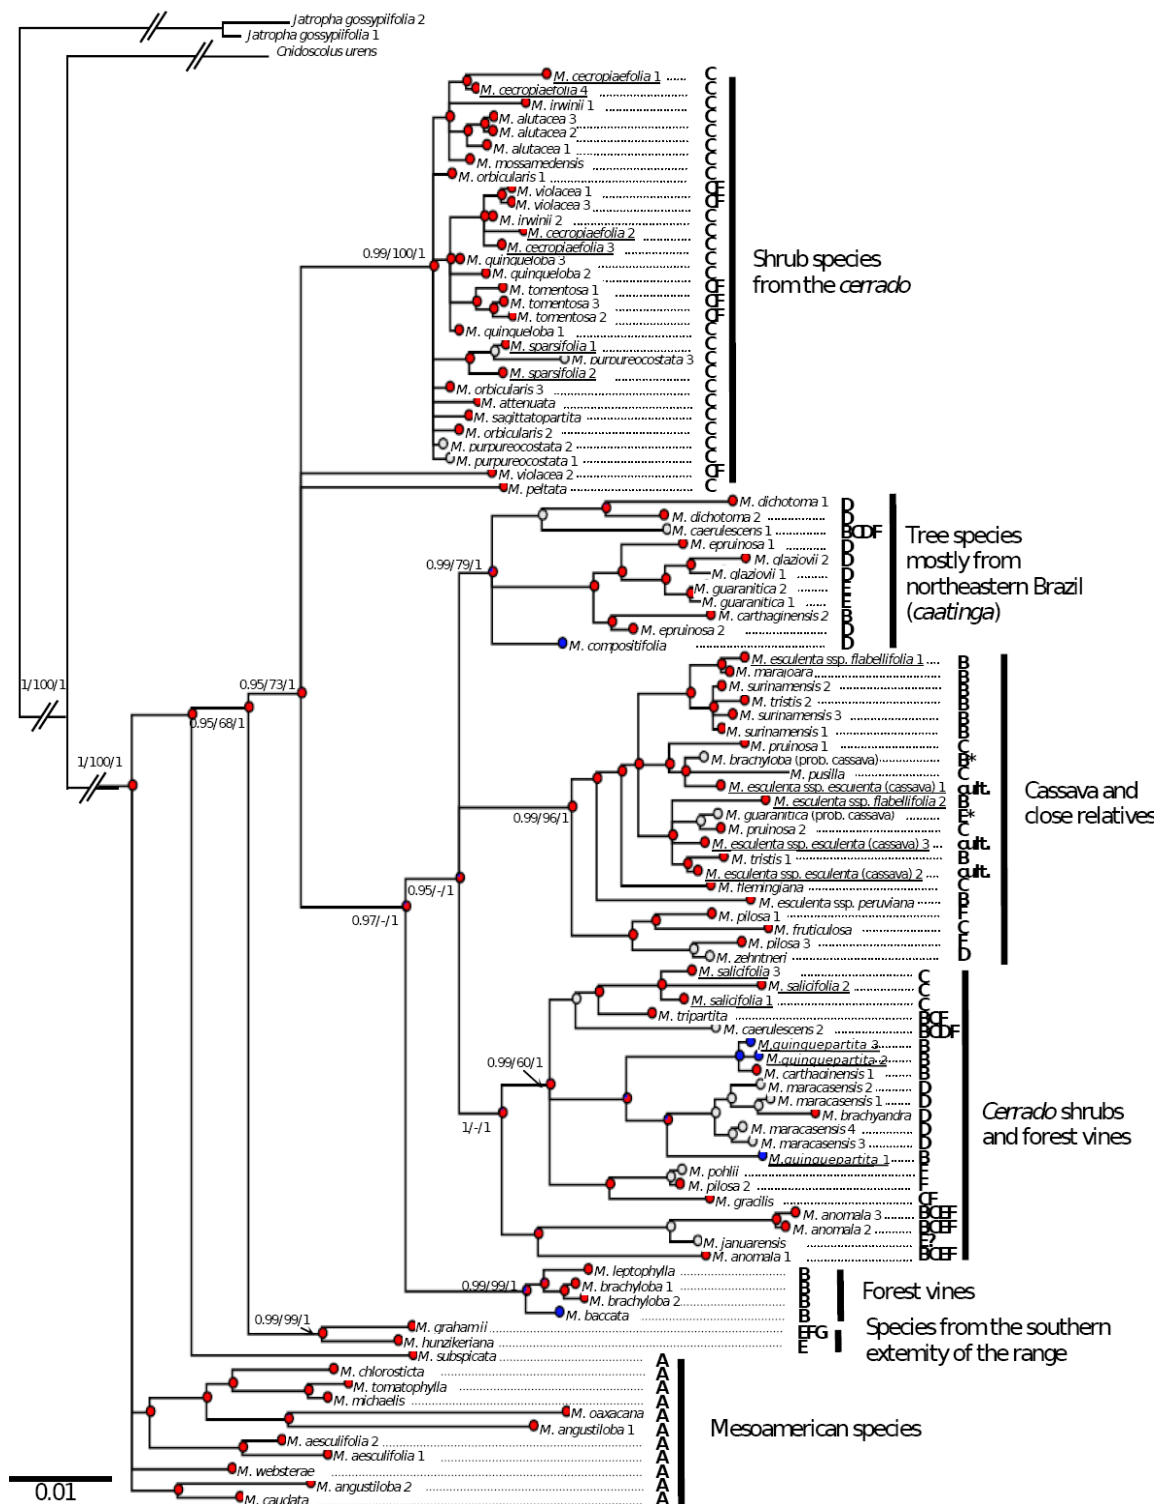 Jatropha gossypiifolia 2
Jatropha gossypiifolia 1
Cnidoscolus urens
M. cecropiaefolia 1 C
M. cecropiaefolia 4 C
M. irwinii 1 C
M. alutacea 3 C
M. alutacea 2 C
M. alutacea 1 C
M. mossamedensis C
M. orbicularis 1 C
M. violacea 1 CF
M. violacea 3 CF
M. irwinii 2 C
M. cecropiaefolia 2 C
M. cecropiaefolia 3 C
0.99/100/1
M. quinqueloba 3 C
M. quinqueloba 2 C
Shrub species
from the cerrado
M. tomentosa 1 CF
M. tomentosa 3 CF
M. tomentosa 2 CF
M. quinqueloba 1 C
M. sparsifolia 1 C
M. purpureocostata 3 C
M. sparsifolia 2 C
M. orbicularis 3 C
M. attenuata C
M. sagittatopartita C
M. orbicularis 2 C
M. purpureocostata 2 C
M. purpureocostata 1 C
M. violacea 2 CF
M. peltata C
M. dichotoma 1 D
M. dichotoma 2 D
M. caerulescens 1 BCDF
M. epruinosa 1 D
M. glaziovii 2 D
M. glaziovii 1 D
M. guaranitica 2 E
M. guaranitica 1 E
M. carthaginensis 2 B
M. epruinosa 2 D
M. compositifolia D
0.99/79/1
Tree species
mostly from
northeastern Brazil
(caatinga)
M. esculenta ssp. flabellifolia 1 B
M. marajoara B
M. surinamensis 2 B
M. tristis 2 B
M. surinamensis 3 B
M. surinamensis 1 B
M. pruinosa 1 C
M. brachyloba (prob. cassava) B*
M. pusilla C
M. esculenta ssp. esculenta (cassava) 1 cult.
M. esculenta ssp. flabellifolia 2 B
M. guaranitica (prob. cassava) E*
M. pruinosa 2 C
M. esculenta ssp. esculenta (cassava) 3 cult.
M. tristis 1 B
M. esculenta ssp. esculenta (cassava) 2 cult.
M. flemingiana C
M. esculenta ssp. peruviana B
M. pilosa 1 F
M. fruticulosa C
M. pilosa 3 F
M. zehntneri D
Cassava and
close relatives
1/100/1
0.95/73/1
0.95/68/1
1/100/1
0.99/96/1
0.95/-/1
0.97/-/1
M. salicifolia 3 C
M. salicifolia 2 C
M. salicifolia 1 C
M. tripartita BCF
M. caerulescens 2 BCDF
M.quinquepartita 3 B
M.quinquepartita 2 B
M. carthaginensis 1 B
M. maracasensis 2 D
M. maracasensis 1 D
M. brachyandra D
M. maracasensis 4 D
M. maracasensis 3 D
M.quinquepartita 1 B
M. pohlii F
M. pilosa 2 F
M. gracilis CF
M. anomala 3 BCEF
M. anomala 2 BCEF
M. januarensis F?
M. anomala 1 BCEF
0.99/60/1
1/-/1
Cerrado shrubs
and forest vines
M. leptophylla B
M. brachyloba 1 B
M. brachyloba 2 B
M. baccata B
0.99/99/1
Forest vines
0.99/99/1
M. grahamii EFG
M. hunzikeriana E
Species from the southern
extemity of the range
M. subspicata A
M. chlorosticta A
M. tomatophylla A
M. michaelis A
M. oaxacana A
M. angustiloba 1 A
M. aesculifolia 2 A
M. aesculifolia 1 A
M. websterae A
M. angustiloba 2 A
M. caudata A
Mesoamerican species
0.01